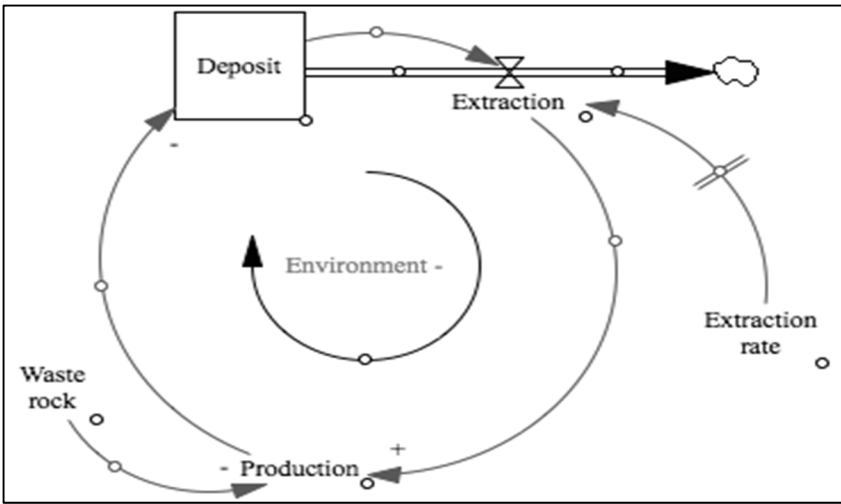 Deposit
Extraction
-
Environment -
Extraction
rate
Waste
rock
+
- Production